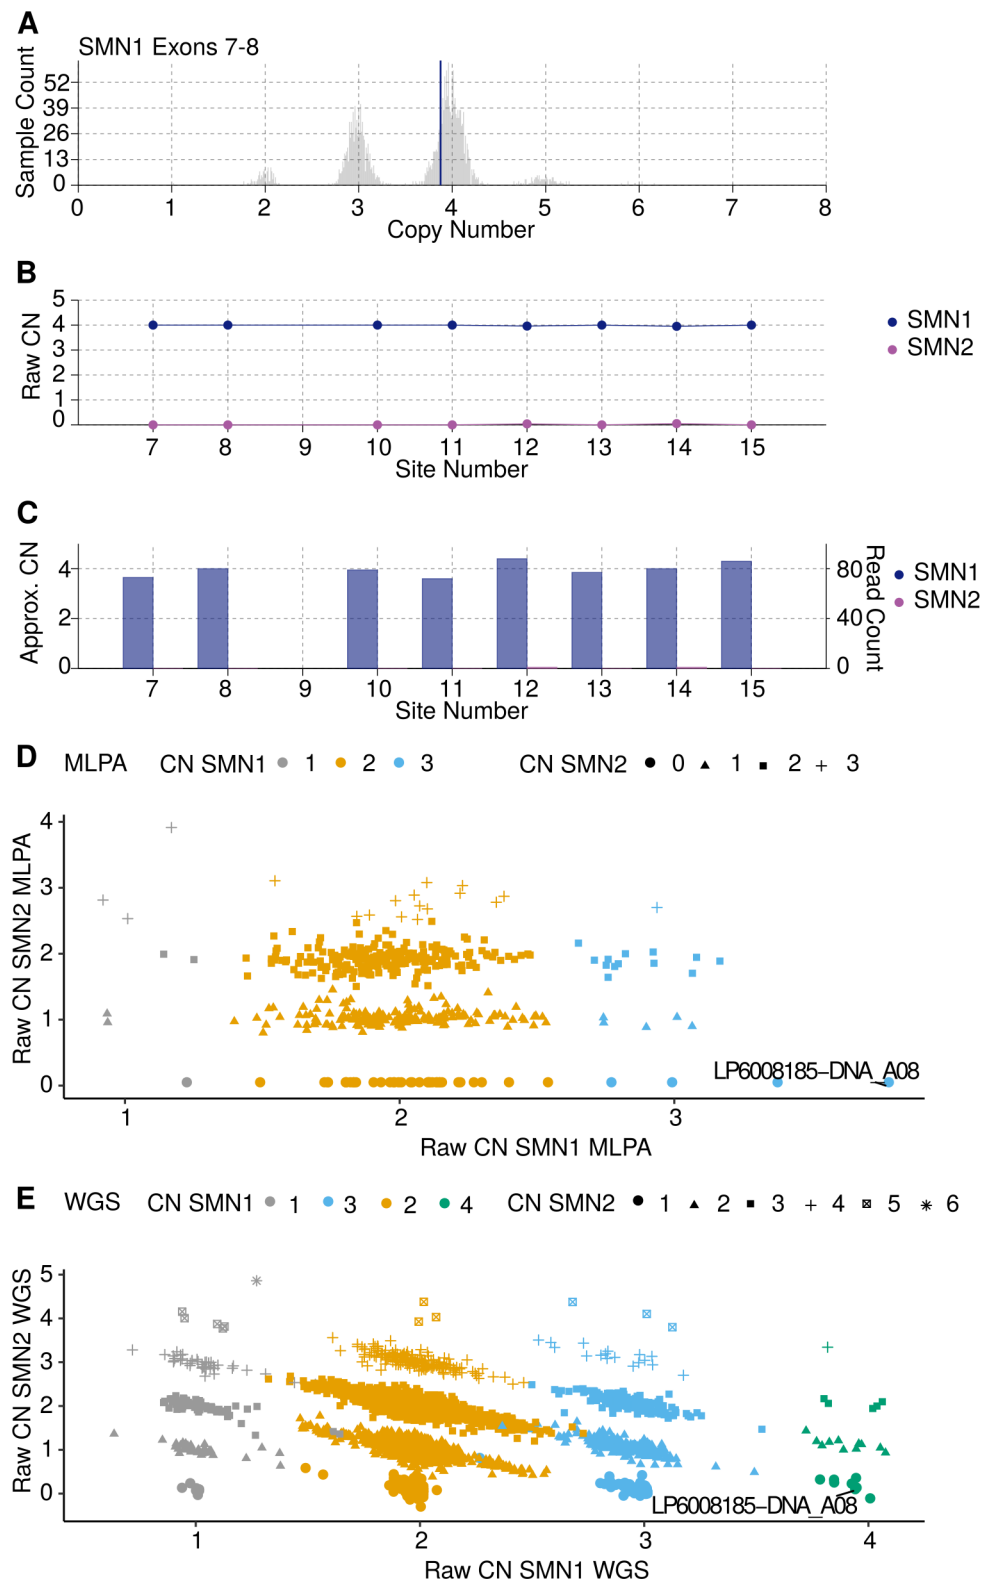 A
SMN1 Exons 7-8
Sample Count
52
39
26
13
0
0 1 2 3 4 5 6 7 8
Copy Number
B
Raw CN
5
4
3
2
1
0
7 8 9 10 11 12 13 14 15
Site Number
SMN1
SMN2
C
Approx. CN
4
2
0
80
40
0
Read Count
7 8 9 10 11 12 13 14 15
Site Number
SMN1
SMN2
D MLPA CN SMN1 1 2 3 CN SMN2 0 1 2 3
Raw CN SMN2 MLPA
4
3
2
1
0
LP6008185-DNA_A08
1 2 3
Raw CN SMN1 MLPA
E WGS CN SMN1 1 3 2 4 CN SMN2 1 2 3 4 5 6
Raw CN SMN2 WGS
5
4
3
2
1
0
LP6008185-DNA_A08
1 2 3 4
Raw CN SMN1 WGS